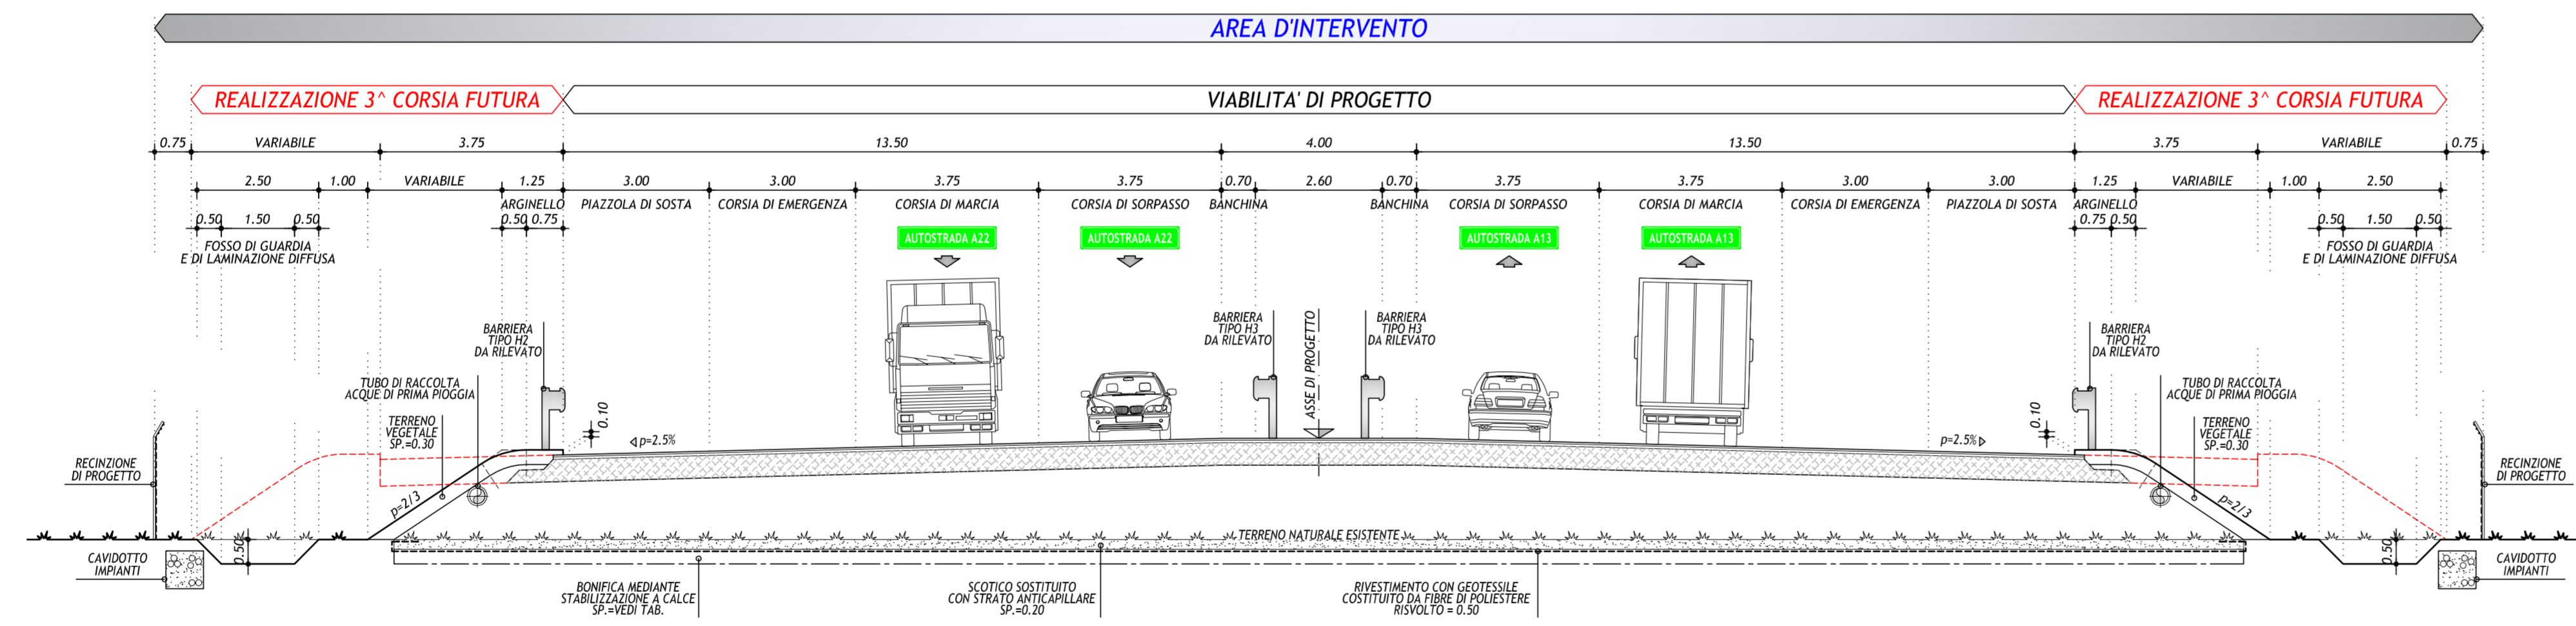 AREA D'INTERVENTO
REALIZZAZIONE 3^ CORSIA FUTURA
VIABILITA' DI PROGETTO
REALIZZAZIONE 3^ CORSIA FUTURA
0.75 VARIABILE 3.75 13.50 4.00 13.50 3.75 VARIABILE 0.75
2.50 1.00 VARIABILE 1.25 3.00 3.00 3.75 3.75 0.70 2.60 0.70 3.75 3.75 3.00 3.00 1.25 VARIABILE 1.00 2.50
ARGINELLO PIAZZOLA DI SOSTA CORSIA DI EMERGENZA CORSIA DI MARCIA CORSIA DI SORPASSO BANCHINA BANCHINA CORSIA DI SORPASSO CORSIA DI MARCIA CORSIA DI EMERGENZA PIAZZOLA DI SOSTA ARGINELLO
0.50 1.50 0.50 0.50 0.75 0.75 0.50 0.50 1.50 0.50
FOSSO DI GUARDIA
E DI LAMINAZIONE DIFFUSA
AUTOSTRADA A22
AUTOSTRADA A22
AUTOSTRADA A13
AUTOSTRADA A13
FOSSO DI GUARDIA
E DI LAMINAZIONE DIFFUSA
BARRIERA
TIPO H2
DA RILEVATO
BARRIERA
TIPO H3
DA RILEVATO
ASSE DI PROGETTO
BARRIERA
TIPO H3
DA RILEVATO
BARRIERA
TIPO H2
DA RILEVATO
TUBO DI RACCOLTA
ACQUE DI PRIMA PIOGGIA
TUBO DI RACCOLTA
ACQUE DI PRIMA PIOGGIA
TERRENO
VEGETALE
SP.=0.30
0.10
p=2.5%
p=2.5%
0.10
TERRENO
VEGETALE
SP.=0.30
RECINZIONE
DI PROGETTO
p=2/3
p=2/3
RECINZIONE
DI PROGETTO
0.50
TERRENO NATURALE ESISTENTE
0.50
CAVIDOTTO
IMPIANTI
BONIFICA MEDIANTE
STABILIZZAZIONE A CALCE
SP.=VEDI TAB.
SCOTICO SOSTITUITO
CON STRATO ANTICAPILLARE
SP.=0.20
RIVESTIMENTO CON GEOTESSILE
COSTITUITO DA FIBRE DI POLIESTERE
RISVOLTO = 0.50
CAVIDOTTO
IMPIANTI